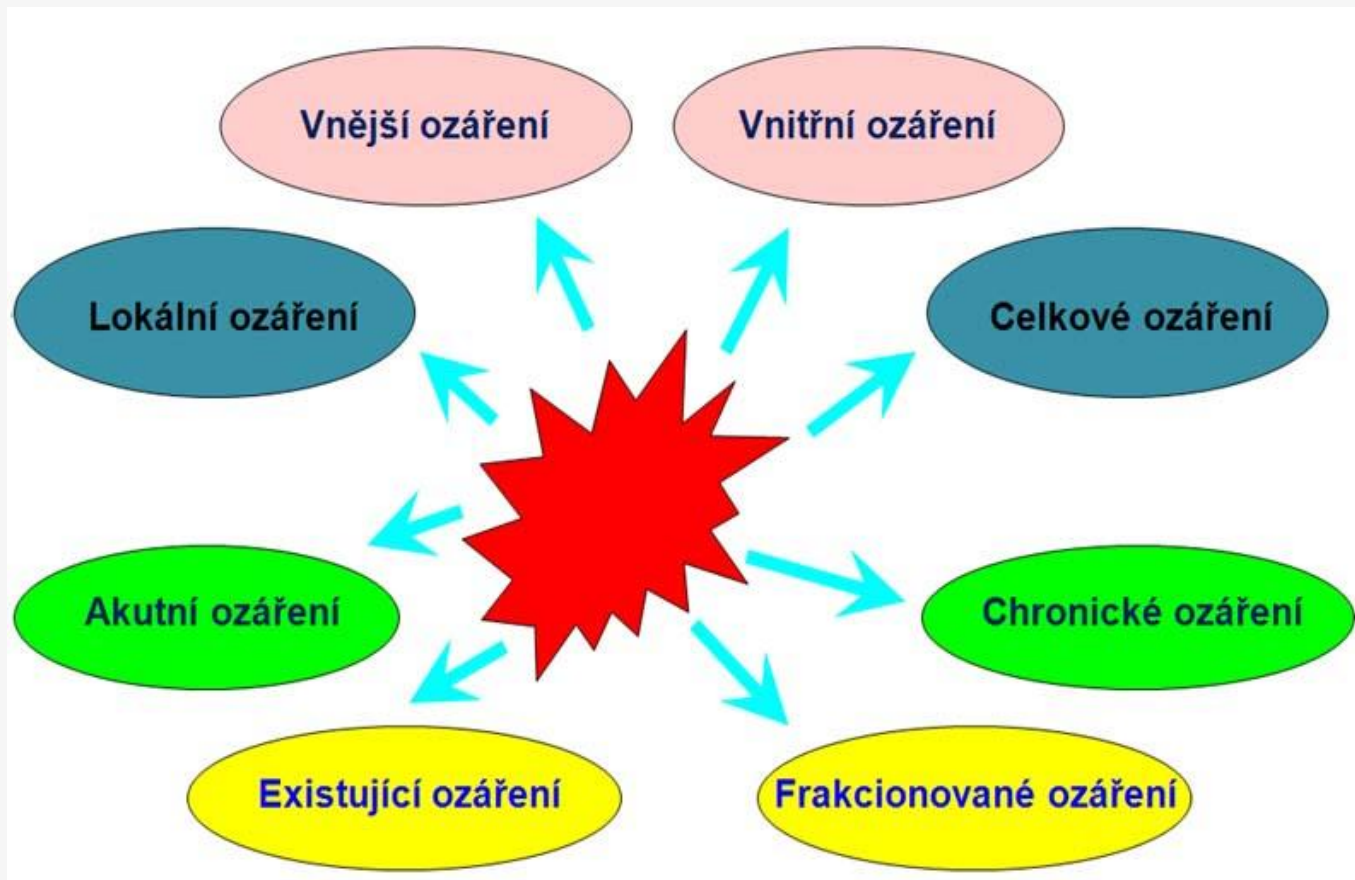 Vnější ozáření
Vnitřní ozáření
Lokální ozáření
Celkové ozáření
Akutní ozáření
Chronické ozáření
Existující ozáření
Frakcionované ozáření